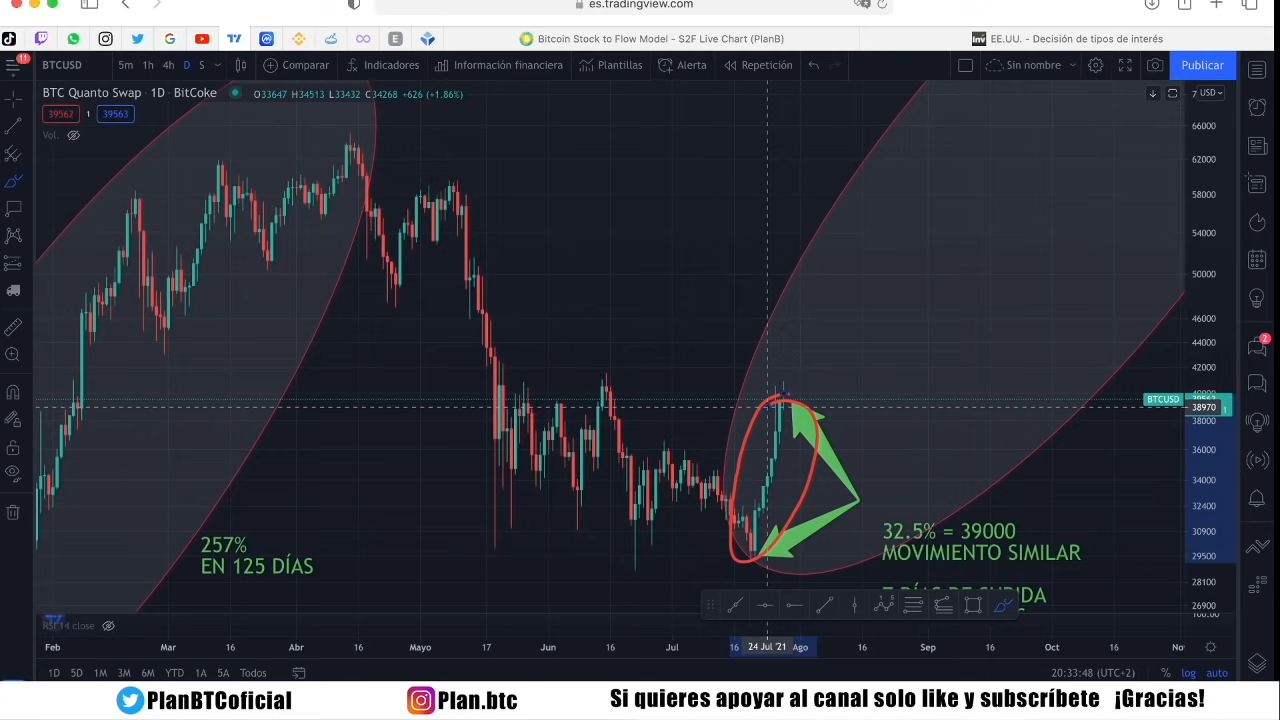 es.tradingview.com
Bitcoin Stock to Flow Model - S2F Live Chart (PlanB)
EE.UU. - Decisión de tipos de interés
11
BTCUSD
5m 1h 4h D S
Comparar
Indicadores
Información financiera
Plantillas
Alerta
Repetición
Sin nombre
Publicar
BTC Quanto Swap · 1D · BitCoke
O33647 H34513 L33432 C34268 +626 (+1.86%)
39562 1 39563
Vol.
USD
66000
62000
58000
54000
50000
46000
44000
42000
BTCUSD
38970
38000
36000
34000
32400
30900
29500
28100
26900
2
257%
EN 125 DÍAS
32.5% = 39000
MOVIMIENTO SIMILAR
RSI 14 close
Feb Mar 16 Abr 16 Mayo 17 Jun 16 Jul 16 24 Jul '21 Ago 16 Sep 16 Oct 16
1D 5D 1M 3M 6M YTD 1A 5A Todos
20:33:48 (UTC+2) % log auto
PlanBTCoficial
Plan.btc
Si quieres apoyar al canal solo like y subscríbete ¡Gracias!